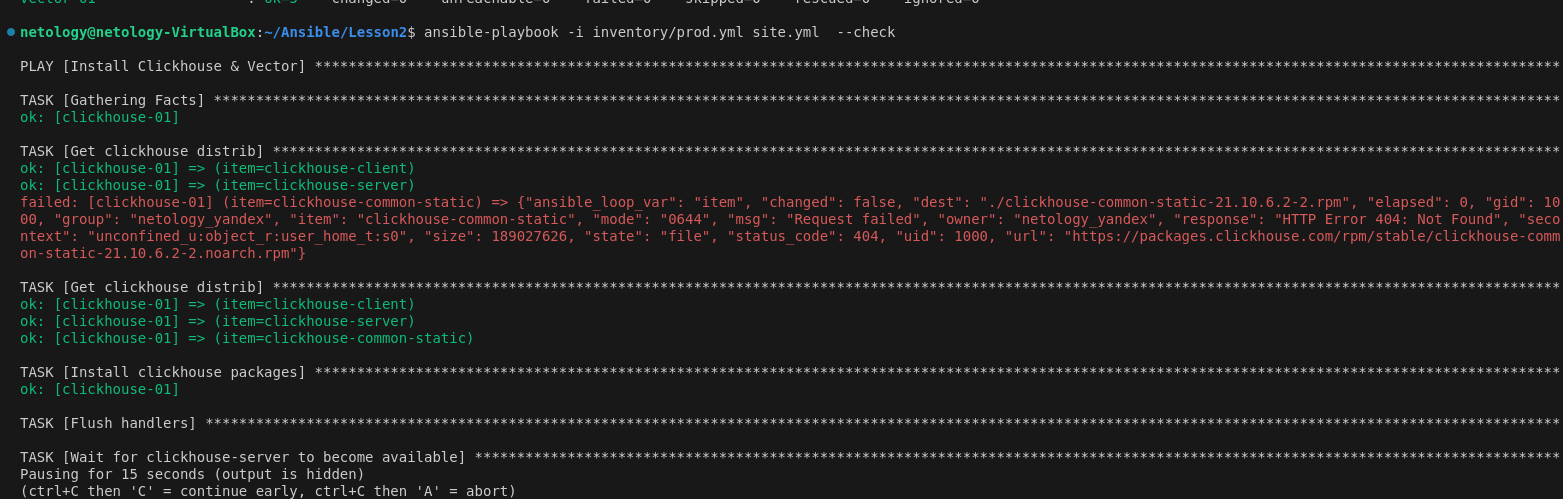 vector-01 : ok=5 changed=0 unreachable=0 failed=0 skipped=0 rescued=0 ignored=0
netology@netology-VirtualBox:~/Ansible/Lesson2$ ansible-playbook -i inventory/prod.yml site.yml  --check
PLAY [Install Clickhouse & Vector] ****************************************************************************************************************************************************
TASK [Gathering Facts] ****************************************************************************************************************************************************************
ok: [clickhouse-01]
TASK [Get clickhouse distrib] *********************************************************************************************************************************************************
ok: [clickhouse-01] => (item=clickhouse-client)
ok: [clickhouse-01] => (item=clickhouse-server)
failed: [clickhouse-01] (item=clickhouse-common-static) => {"ansible_loop_var": "item", "changed": false, "dest": "./clickhouse-common-static-21.10.6.2-2.rpm", "elapsed": 0, "gid": 10
00, "group": "netology_yandex", "item": "clickhouse-common-static", "mode": "0644", "msg": "Request failed", "owner": "netology_yandex", "response": "HTTP Error 404: Not Found", "seco
ntext": "unconfined_u:object_r:user_home_t:s0", "size": 189027626, "state": "file", "status_code": 404, "uid": 1000, "url": "https://packages.clickhouse.com/rpm/stable/clickhouse-comm
on-static-21.10.6.2-2.noarch.rpm"}
TASK [Get clickhouse distrib] *********************************************************************************************************************************************************
ok: [clickhouse-01] => (item=clickhouse-client)
ok: [clickhouse-01] => (item=clickhouse-server)
ok: [clickhouse-01] => (item=clickhouse-common-static)
TASK [Install clickhouse packages] ****************************************************************************************************************************************************
ok: [clickhouse-01]
TASK [Flush handlers] *****************************************************************************************************************************************************************
TASK [Wait for clickhouse-server to become available] *********************************************************************************************************************************
Pausing for 15 seconds (output is hidden)
(ctrl+C then 'C' = continue early, ctrl+C then 'A' = abort)